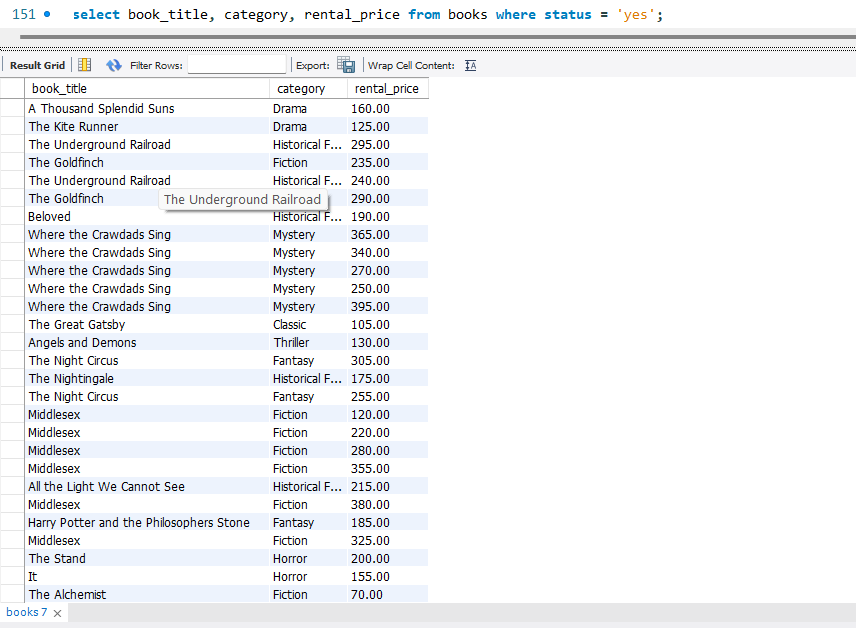 151 select book_title, category, rental_price from books where status = 'yes';
Result Grid Filter Rows: Export: Wrap Cell Content: IA
book_title category rental_price
A Thousand Splendid Suns Drama 160.00
The Kite Runner Drama 125.00
The Underground Railroad Historical F... 295.00
The Goldfinch Fiction 235.00
The Underground Railroad Historical F... 240.00
The Goldfinch The Underground Railroad 290.00
Beloved Historical F... 190.00
Where the Crawdads Sing Mystery 365.00
Where the Crawdads Sing Mystery 340.00
Where the Crawdads Sing Mystery 270.00
Where the Crawdads Sing Mystery 250.00
Where the Crawdads Sing Mystery 395.00
The Great Gatsby Classic 105.00
Angels and Demons Thriller 130.00
The Night Circus Fantasy 305.00
The Nightingale Historical F... 175.00
The Night Circus Fantasy 255.00
Middlesex Fiction 120.00
Middlesex Fiction 220.00
Middlesex Fiction 280.00
Middlesex Fiction 355.00
All the Light We Cannot See Historical F... 215.00
Middlesex Fiction 380.00
Harry Potter and the Philosophers Stone Fantasy 185.00
Middlesex Fiction 325.00
The Stand Horror 200.00
It Horror 155.00
The Alchemist Fiction 70.00
books 7